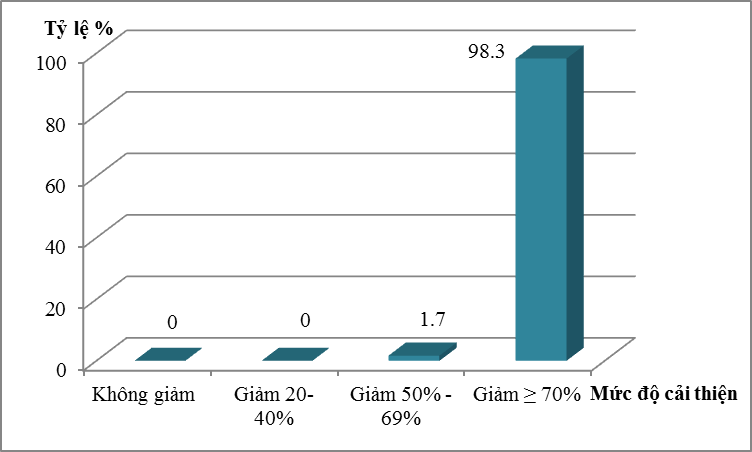 Tỷ lệ %
100
80
60
40
20
0
0
0
1.7
98.3
Không giảm
Giảm 20-
40%
Giảm 50% -
69%
Giảm ≥ 70%
Mức độ cải thiện